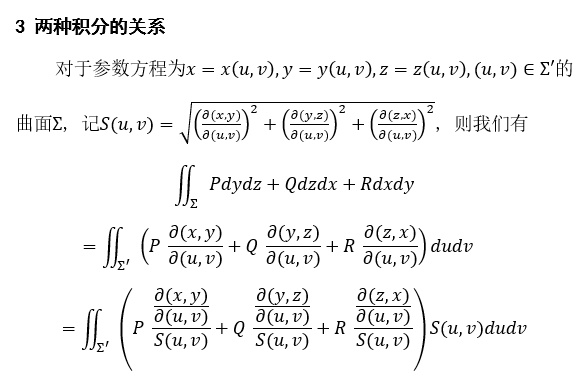 3 两种积分的关系
对于参数方程为x = x(u,v), y = y(u,v), z = z(u,v), (u,v) ∈ Σ′的
曲面Σ，记S(u,v) = √((∂(x,y)/∂(u,v))² + (∂(y,z)/∂(u,v))² + (∂(z,x)/∂(u,v))²)，则我们有
∬_Σ Pdydz + Qdzdx + Rdxdy
= ∬_Σ′ (P ∂(x,y)/∂(u,v) + Q ∂(y,z)/∂(u,v) + R ∂(z,x)/∂(u,v)) dudv
= ∬_Σ′ (P (∂(x,y)/∂(u,v))/S(u,v) + Q (∂(y,z)/∂(u,v))/S(u,v) + R (∂(z,x)/∂(u,v))/S(u,v)) S(u,v)dudv